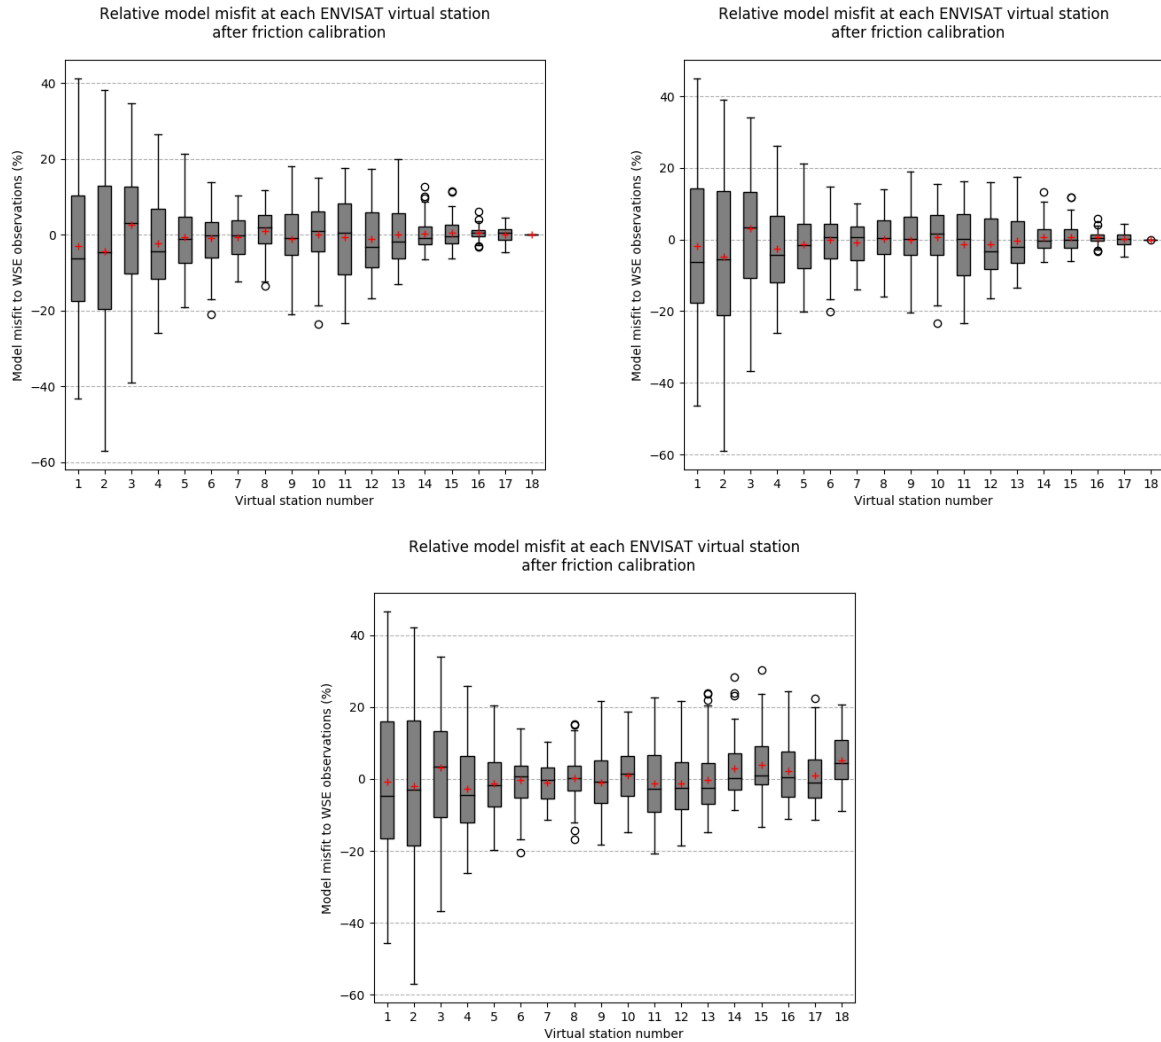 Relative model misfit at each ENVISAT virtual station
after friction calibration
Model misfit to WSE observations (%)
40
20
0
−20
−40
−60
1 2 3 4 5 6 7 8 9 10 11 12 13 14 15 16 17 18
Virtual station number
Relative model misfit at each ENVISAT virtual station
after friction calibration
Model misfit to WSE observations (%)
40
20
0
−20
−40
−60
1 2 3 4 5 6 7 8 9 10 11 12 13 14 15 16 17 18
Virtual station number
Relative model misfit at each ENVISAT virtual station
after friction calibration
Model misfit to WSE observations (%)
40
20
0
−20
−40
−60
1 2 3 4 5 6 7 8 9 10 11 12 13 14 15 16 17 18
Virtual station number